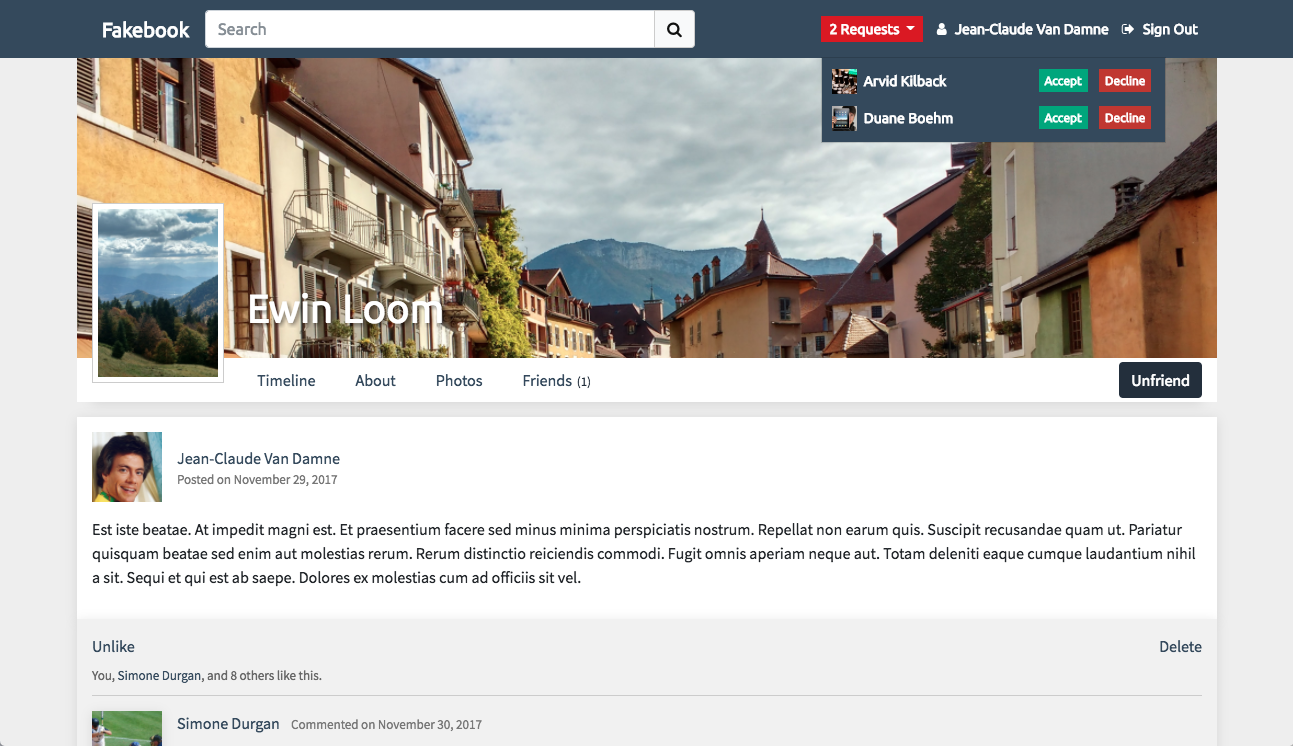 Fakebook Search 2 Requests Jean-Claude Van Damne Sign Out
Arvid Kilback Accept Decline
Duane Boehm Accept Decline
Ewin Loom
Timeline About Photos Friends (1) Unfriend
Jean-Claude Van Damne
Posted on November 29, 2017
Est iste beatae. At impedit magni est. Et praesentium facere sed minus minima perspiciatis nostrum. Repellat non earum quis. Suscipit recusandae quam ut. Pariatur
quisquam beatae sed enim aut molestias rerum. Rerum distinctio reiciendis commodi. Fugit omnis aperiam neque aut. Totam deleniti eaque cumque laudantium nihil
a sit. Sequi et qui est ab saepe. Dolores ex molestias cum ad officiis sit vel.
Unlike Delete
You, Simone Durgan, and 8 others like this.
Simone Durgan Commented on November 30, 2017